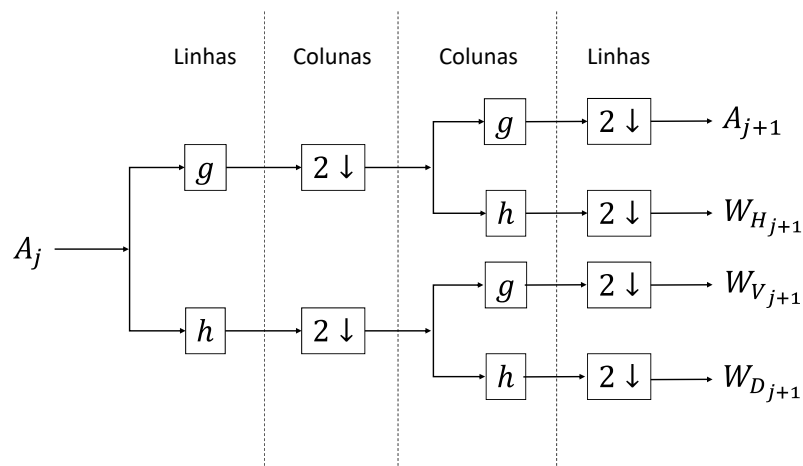 Linhas Colunas Colunas Linhas
g 2 ↓ A_{j+1}
g 2 ↓
h 2 ↓ W_{H_{j+1}}
A_j
g 2 ↓ W_{V_{j+1}}
h 2 ↓
h 2 ↓ W_{D_{j+1}}